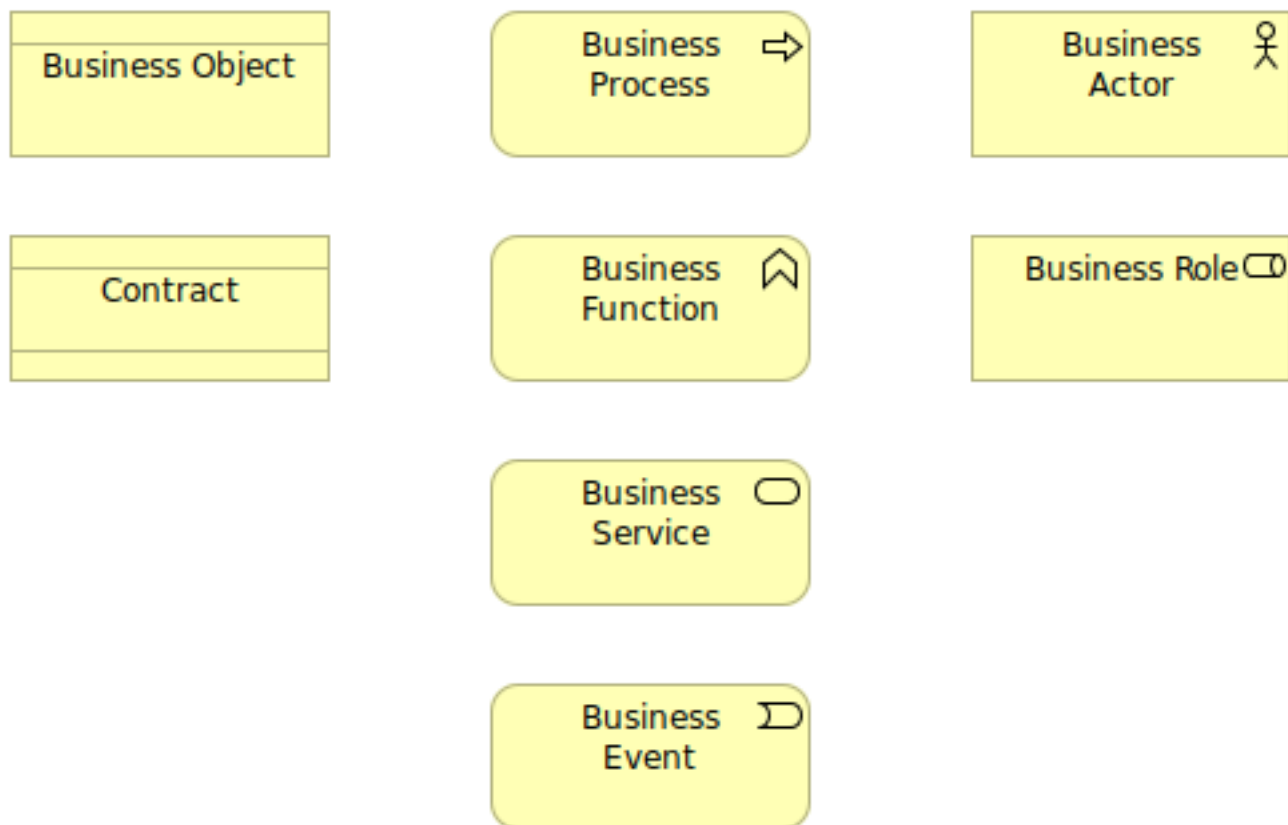 Business Object
Business
Process
Business
Actor
Contract
Business
Function
Business Role
Business
Service
Business
Event